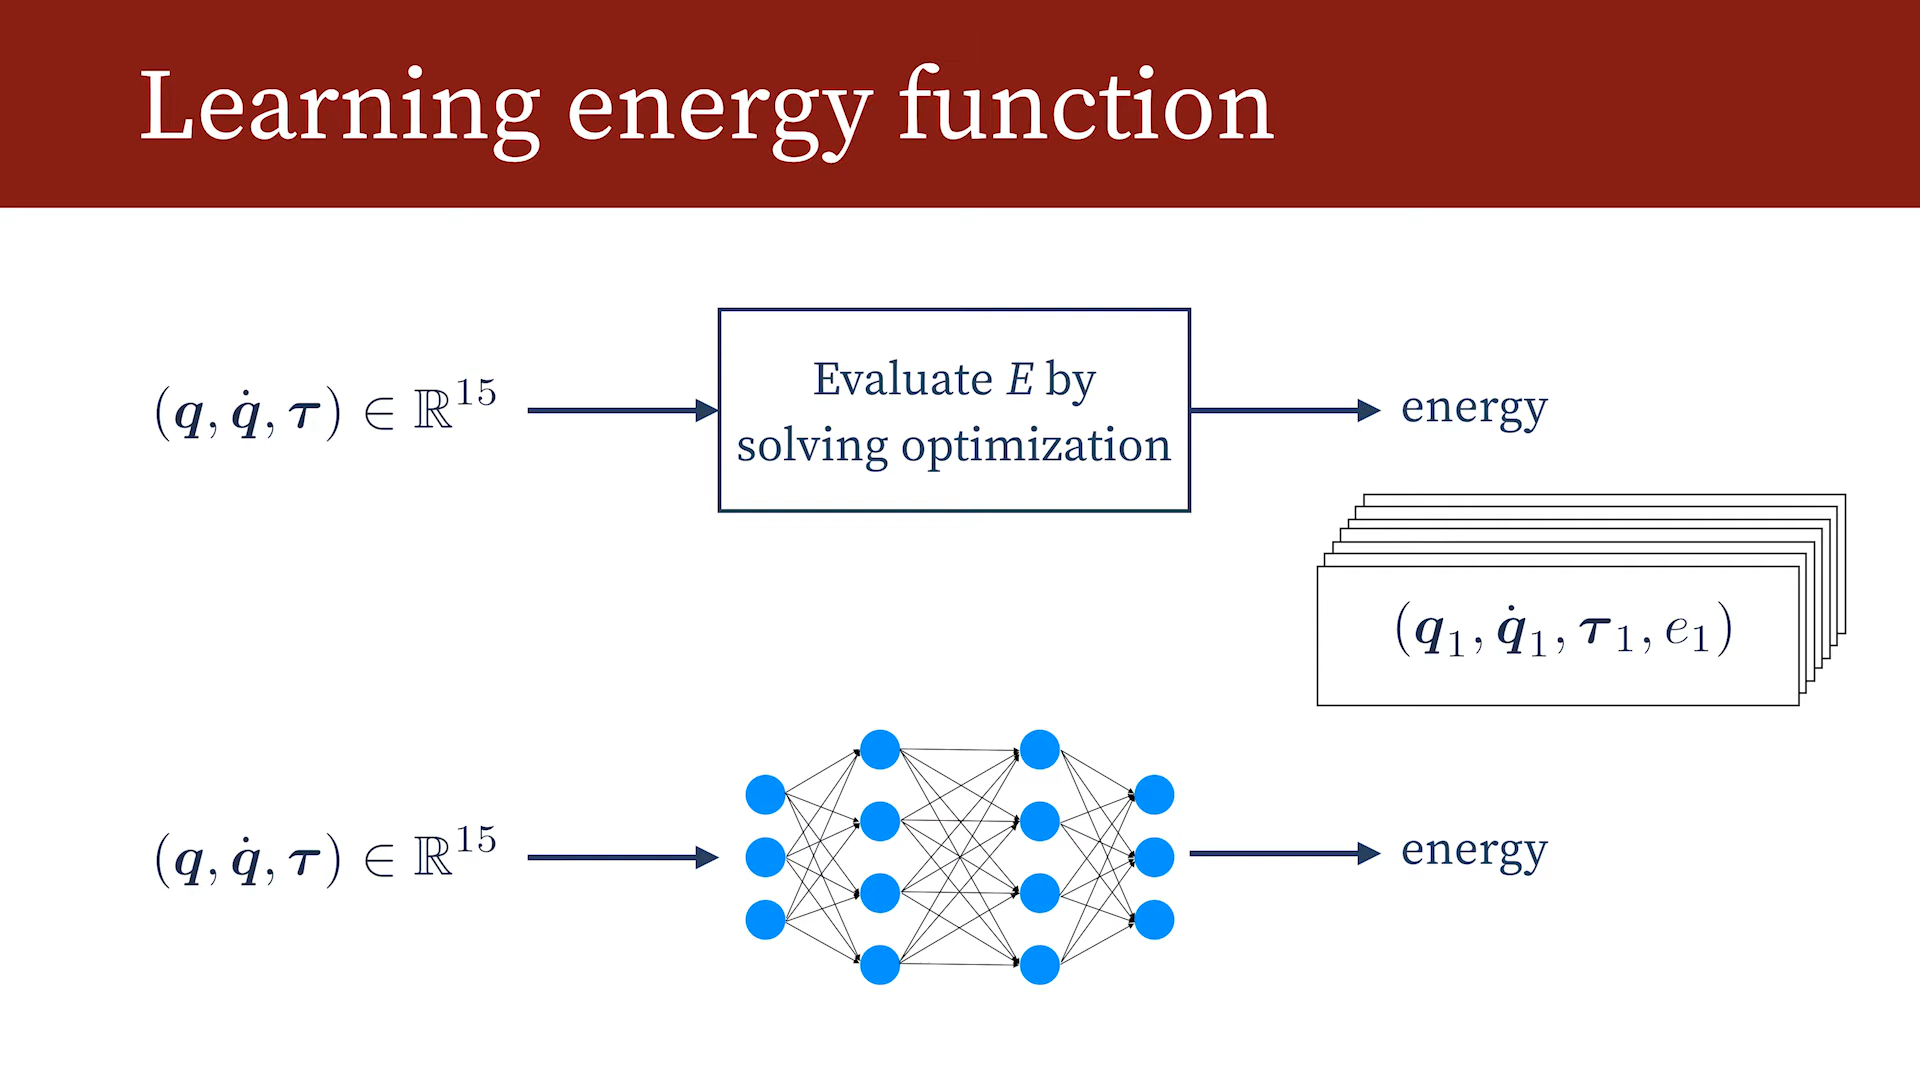 Learning energy function
(q, q̇, τ) ∈ ℝ¹⁵
Evaluate E by
solving optimization
energy
(q₁, q̇₁, τ₁, e₁)
(q, q̇, τ) ∈ ℝ¹⁵
energy